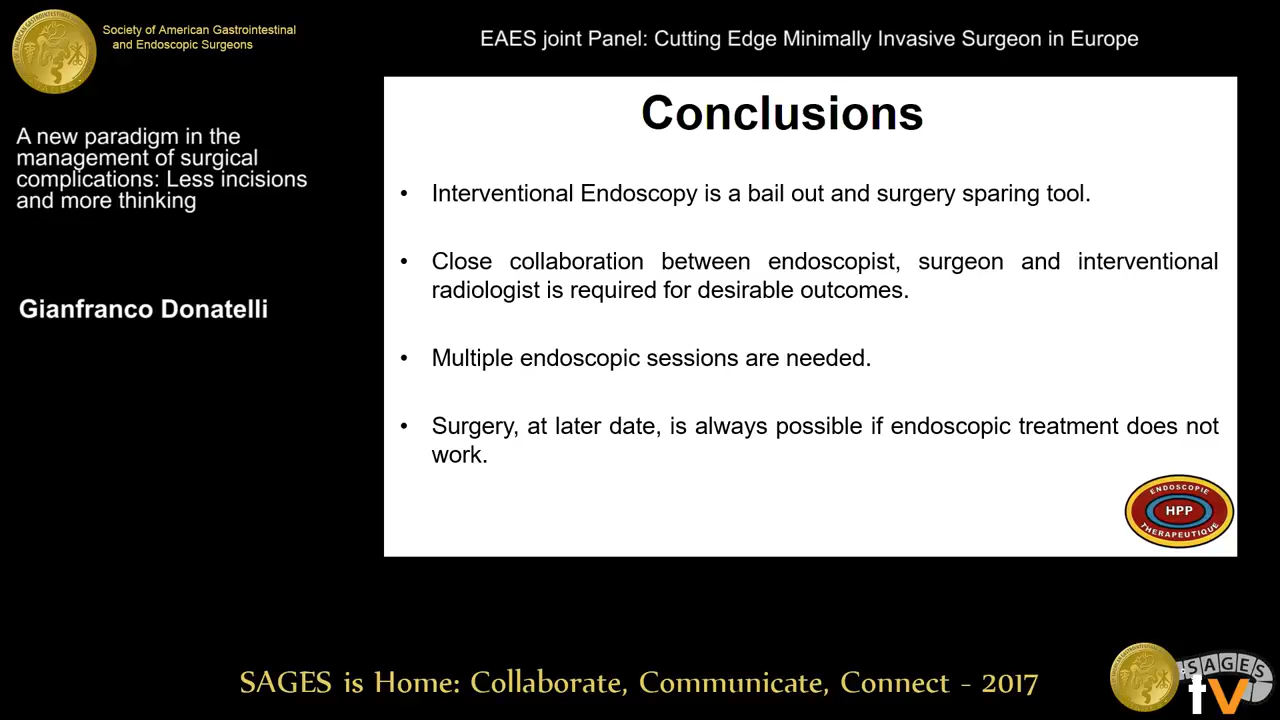 Society of American Gastrointestinal
and Endoscopic Surgeons
EAES joint Panel: Cutting Edge Minimally Invasive Surgeon in Europe
A new paradigm in the
management of surgical
complications: Less incisions
and more thinking
Gianfranco Donatelli
Conclusions
• Interventional Endoscopy is a bail out and surgery sparing tool.
• Close collaboration between endoscopist, surgeon and interventional
radiologist is required for desirable outcomes.
• Multiple endoscopic sessions are needed.
• Surgery, at later date, is always possible if endoscopic treatment does not
work.
ENDOSCOPIE
HPP
THERAPEUTIQUE
SAGES is Home: Collaborate, Communicate, Connect - 2017
SAGES
tv